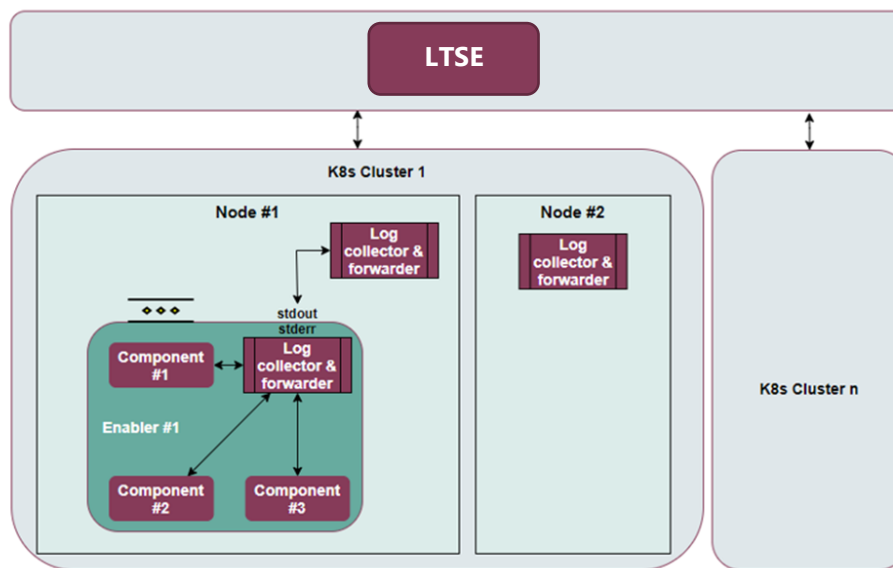 LTSE
K8s Cluster 1
Node #1
Log
collector &
forwarder
stdout
stderr
Log
collector &
forwarder
Component
#1
Enabler #1
Component
#2
Component
#3
Node #2
Log
collector &
forwarder
K8s Cluster n